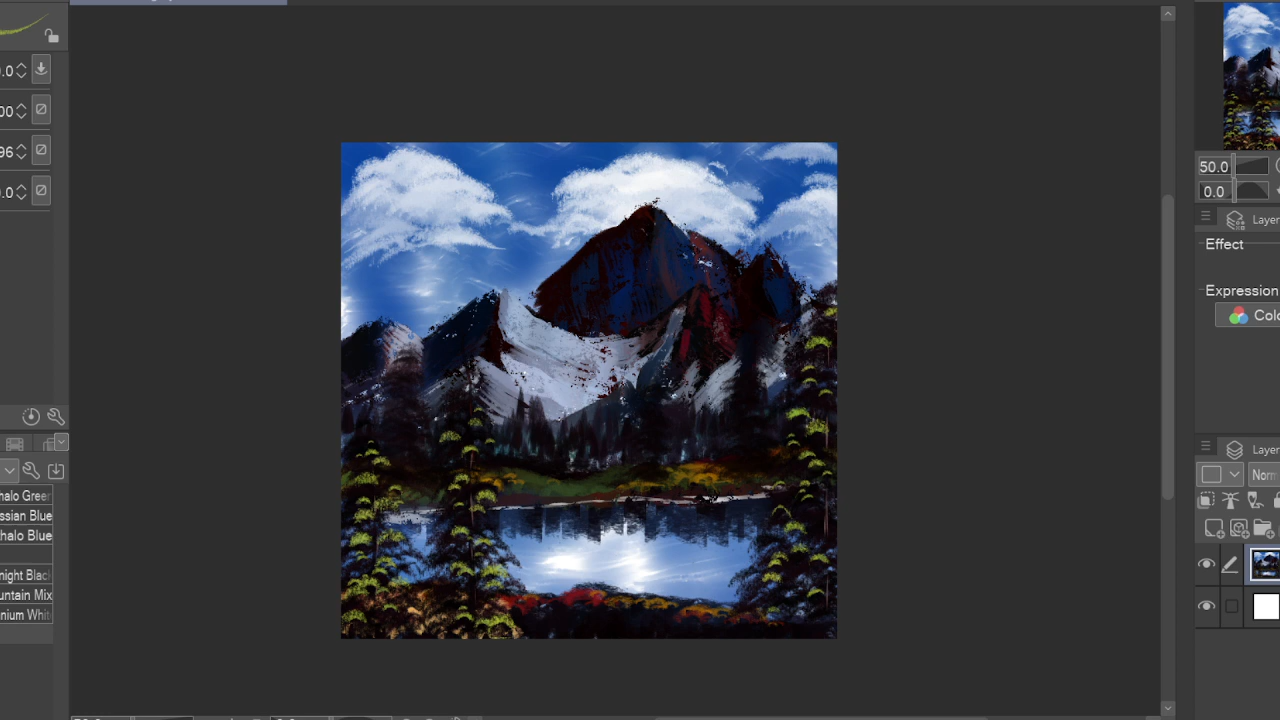 .0
00
96
.0
halo Green
ssian Blue
halo Blue
night Black
untain Mix
nium White
50.0
0.0
Layer
Effect
Expression
Colo
Layer
Norm